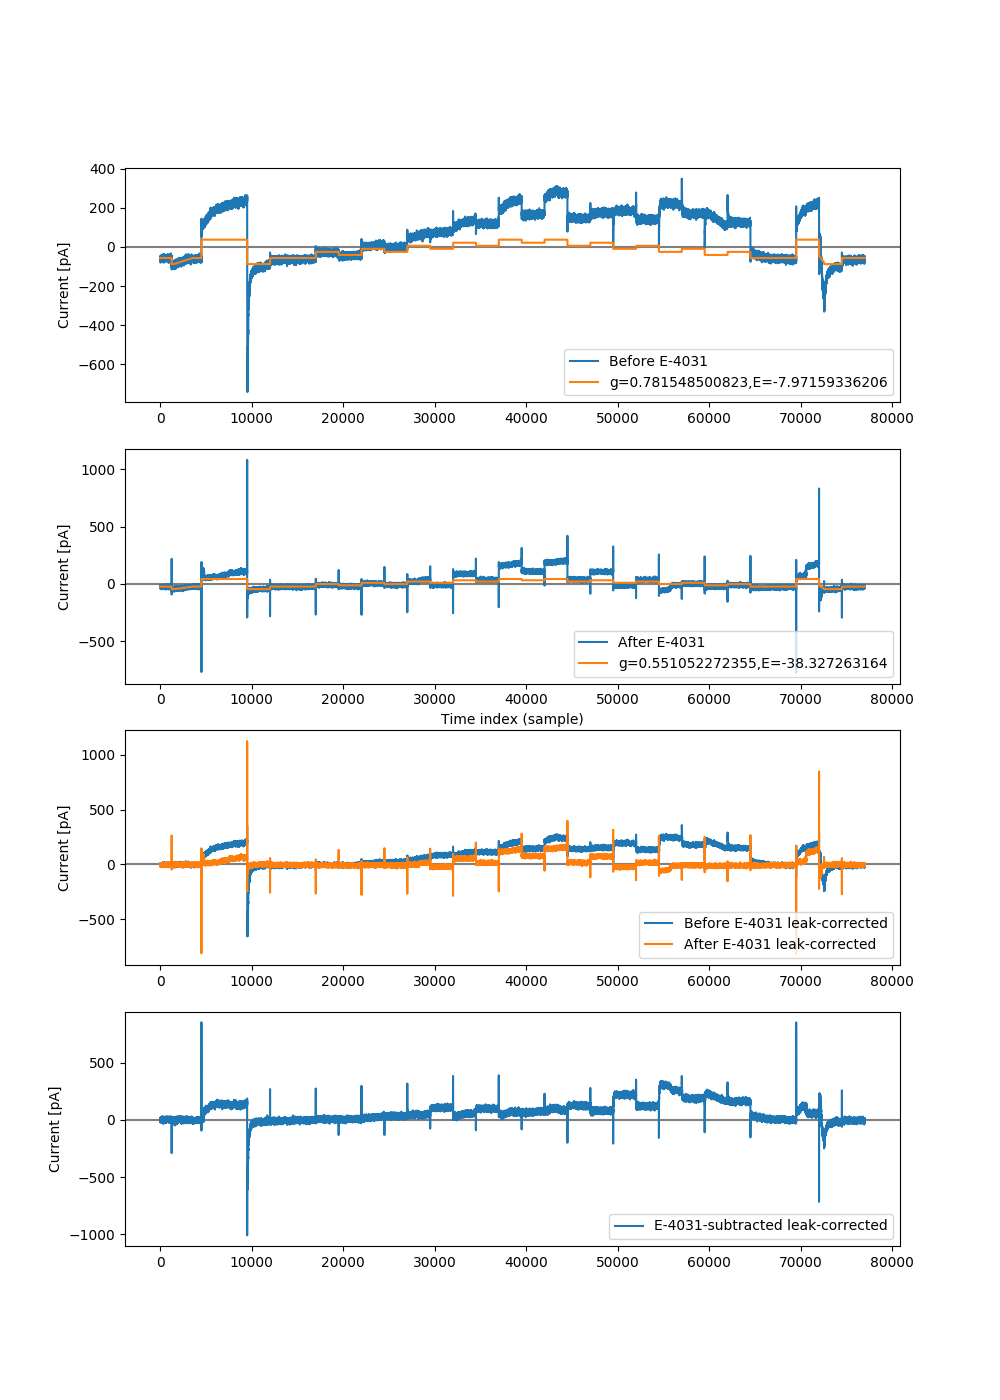 400
200
0
−200
−400
−600
Current [pA]
Before E-4031
g=0.781548500823,E=-7.97159336206
0 10000 20000 30000 40000 50000 60000 70000 80000
1000
500
0
−500
Current [pA]
After E-4031
g=0.551052272355,E=-38.327263164
0 10000 20000 30000 40000 50000 60000 70000 80000
Time index (sample)
1000
500
0
−500
Current [pA]
Before E-4031 leak-corrected
After E-4031 leak-corrected
0 10000 20000 30000 40000 50000 60000 70000 80000
500
0
−500
−1000
Current [pA]
E-4031-subtracted leak-corrected
0 10000 20000 30000 40000 50000 60000 70000 80000